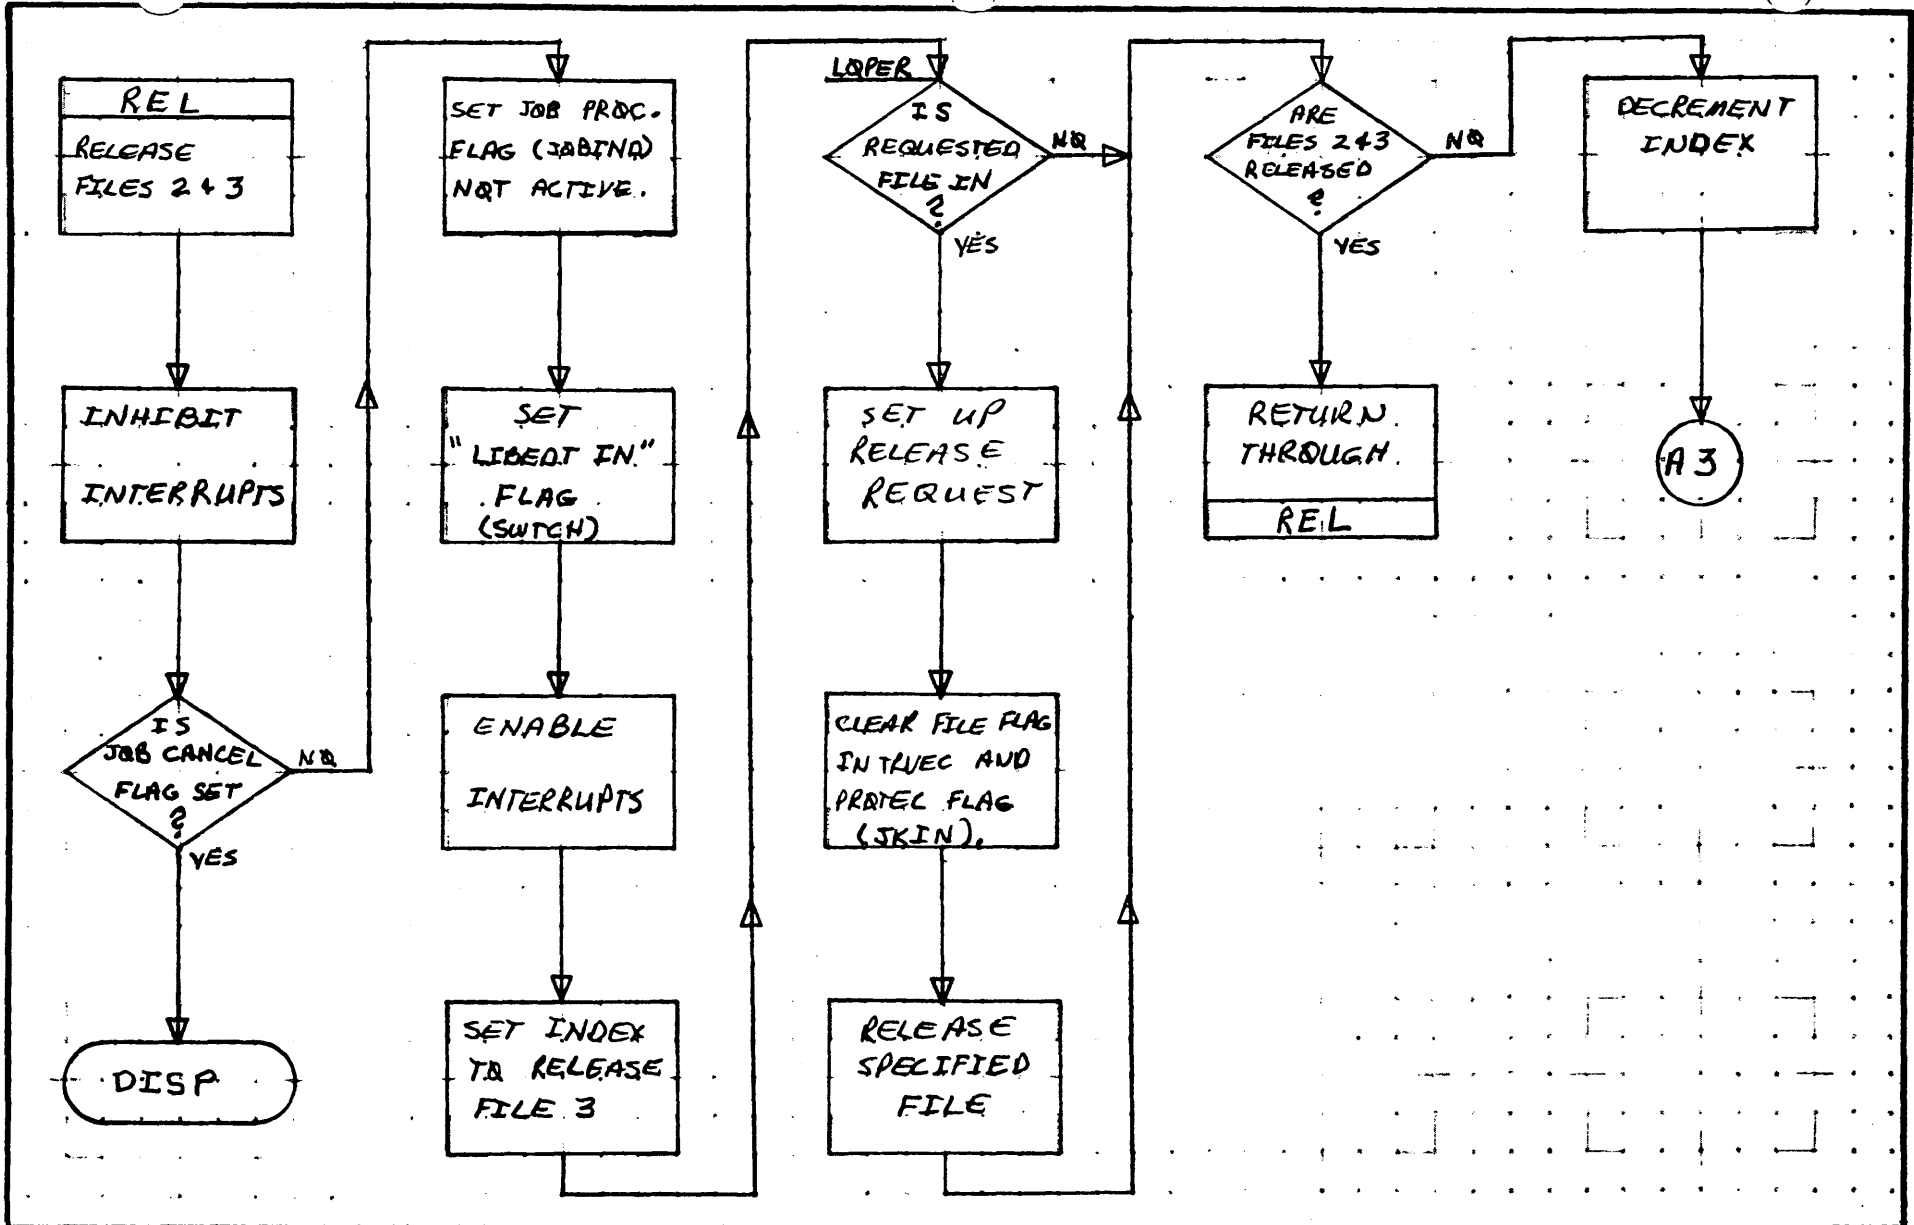 REL
RELEASE
FILES 2 & 3
INHIBIT
INTERRUPTS
IS
JOB CANCEL
FLAG SET
?
NO
YES
DISP
SET JOB PROC.
FLAG (JOBIND)
NOT ACTIVE.
SET
"LIBEDT IN"
FLAG
(SWTCH)
ENABLE
INTERRUPTS
SET INDEX
TO RELEASE
FILE 3
LOPER
IS
REQUESTED
FILE IN
?
NO
YES
SET UP
RELEASE
REQUEST
CLEAR FILE FLAG
IN TRVEC AND
PROTEC FLAG
(JKIN).
RELEASE
SPECIFIED
FILE
ARE
FILES 2&3
RELEASED
?
NO
YES
RETURN
THROUGH
REL
DECREMENT
INDEX
A3